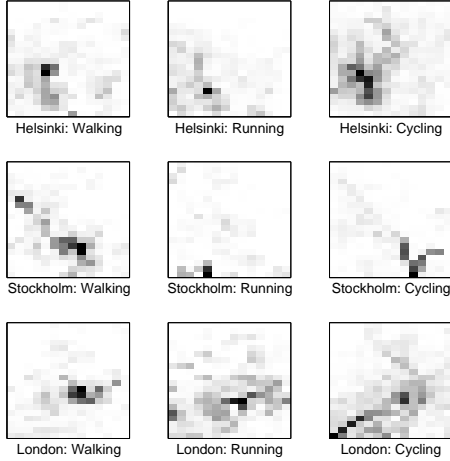 Helsinki: Walking
Helsinki: Running
Helsinki: Cycling
Stockholm: Walking
Stockholm: Running
Stockholm: Cycling
London: Walking
London: Running
London: Cycling